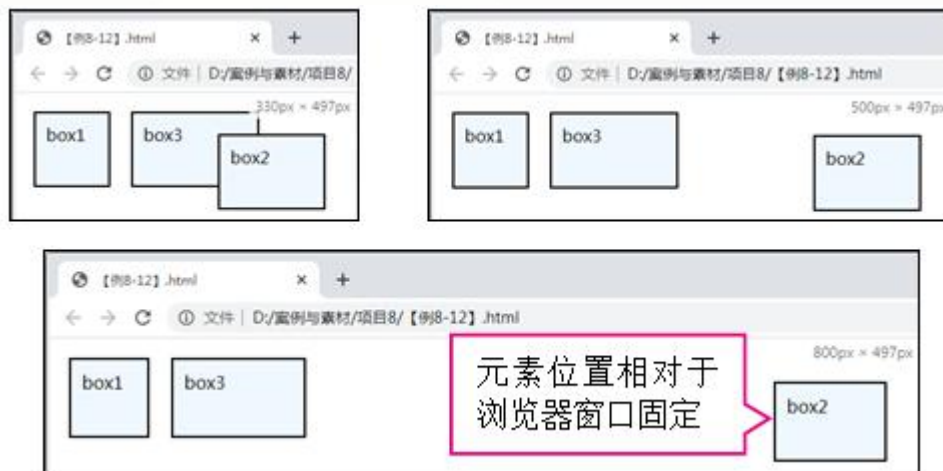 【例8-12】.html × +
← → C ① 文件 | D:/案例与素材/项目8/
330px × 497px
box1 box3
box2
【例8-12】.html × +
← → C ① 文件 | D:/案例与素材/项目8/【例8-12】.html
500px × 497px
box1 box3
box2
【例8-12】.html × +
← → C ① 文件 | D:/案例与素材/项目8/【例8-12】.html
800px × 497px
元素位置相对于
浏览器窗口固定
box1 box3
box2